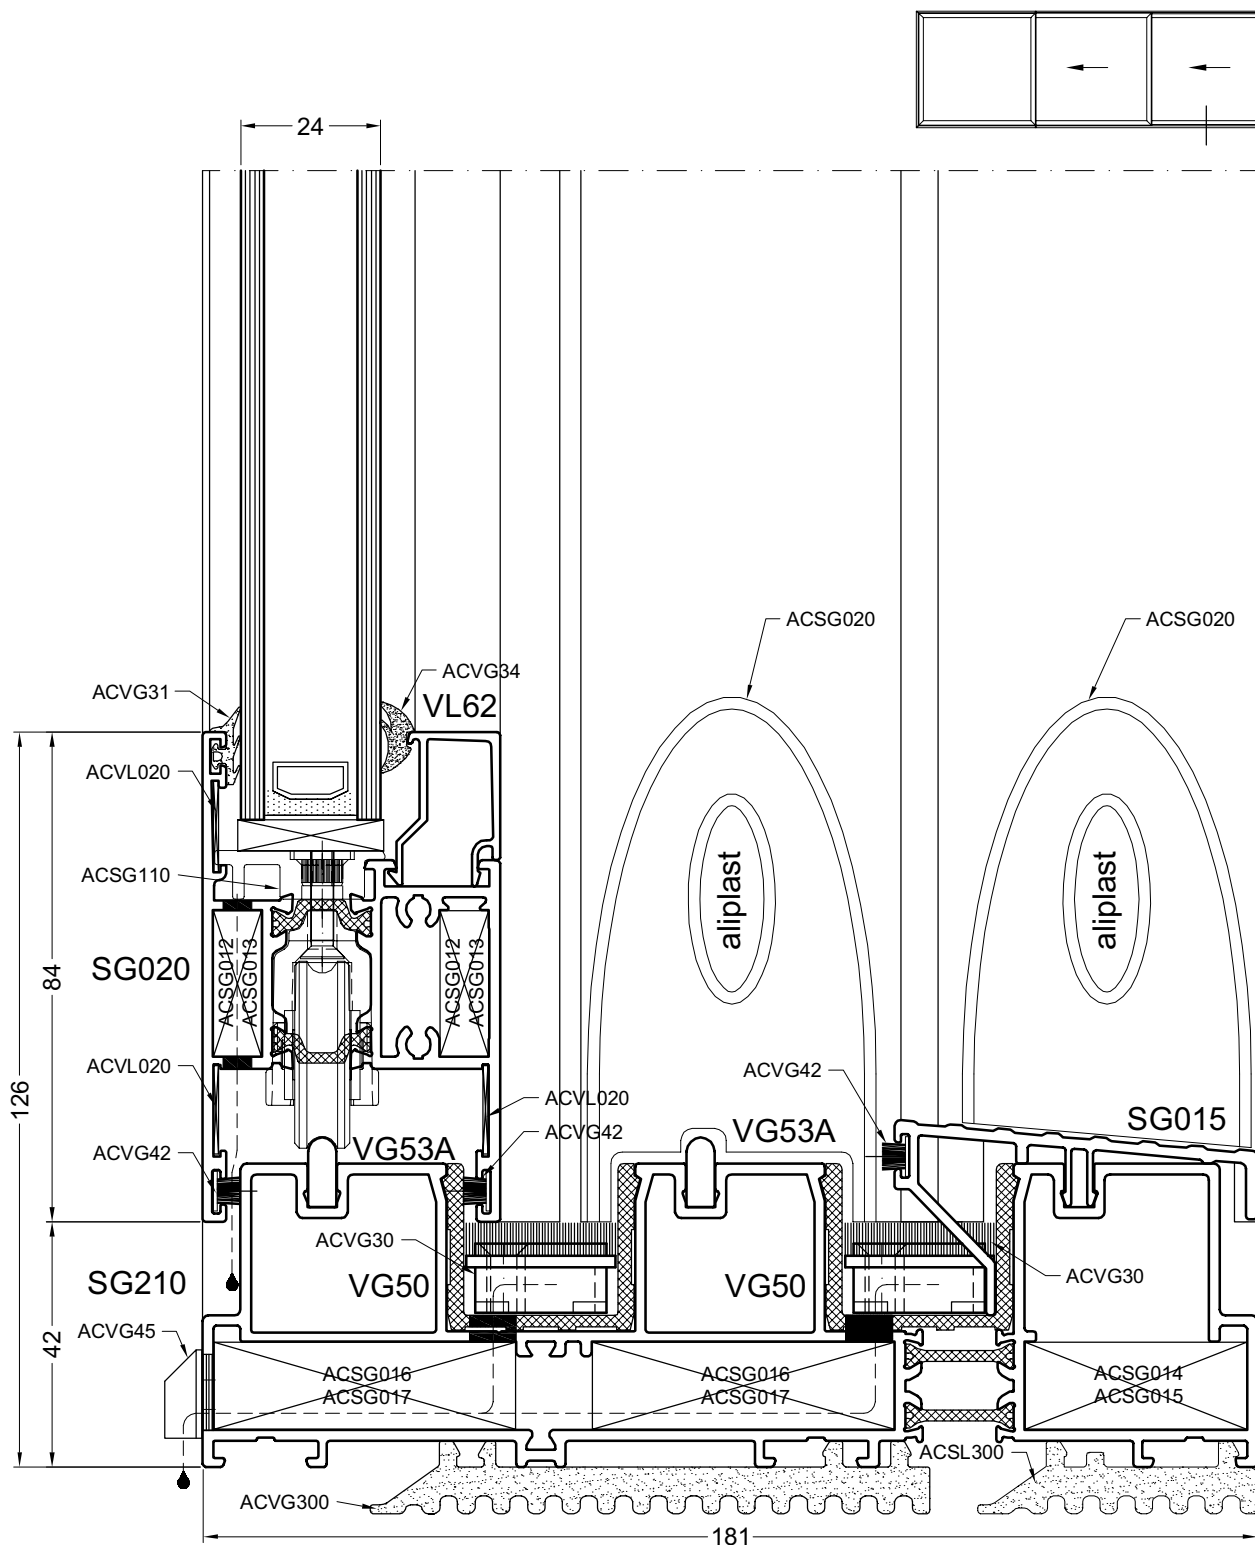 24
ACSG020
ACSG020
ACVG34
ACVG31
VL62
ACVL020
ACSG110
aliplast
aliplast
ACSG012
ACSG013
ACSG012
ACSG013
SG020
84
ACVL020
ACVG42
ACVL020
126
SG015
VG53A
VG53A
ACVG42
ACVG42
ACVG30
SG210
VG50
VG50
ACVG30
ACVG45
42
ACSG016
ACSG017
ACSG016
ACSG017
ACSG014
ACSG015
ACSL300
ACVG300
181